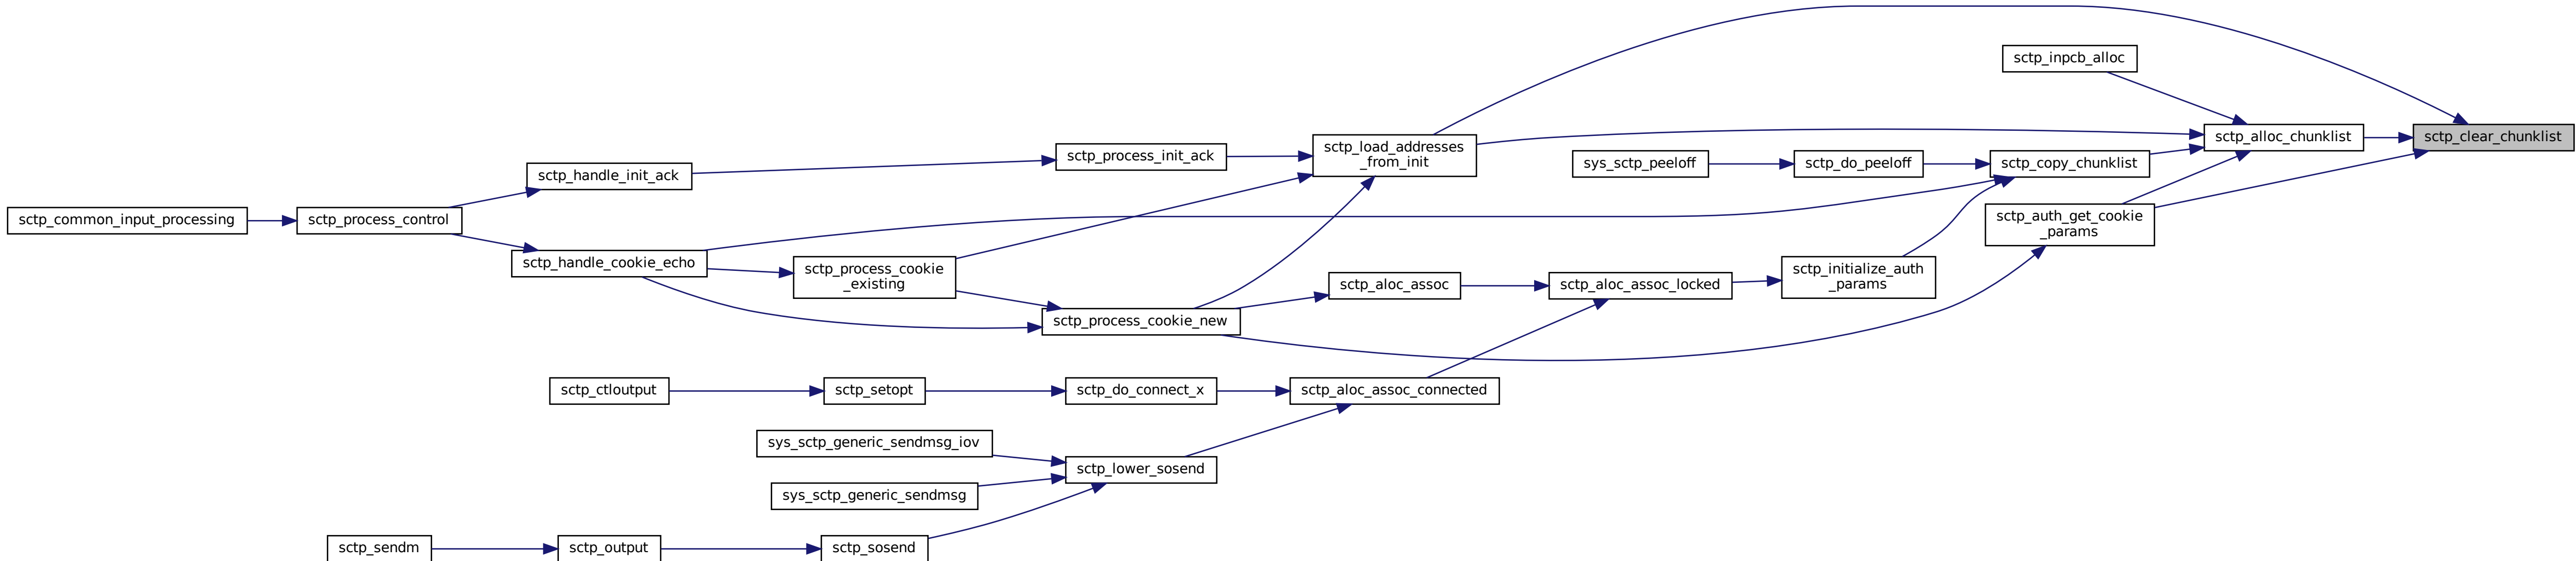 sctp_inpcb_alloc
sctp_alloc_chunklist
sctp_clear_chunklist
sctp_load_addresses
_from_init
sctp_process_init_ack
sys_sctp_peeloff
sctp_do_peeloff
sctp_copy_chunklist
sctp_handle_init_ack
sctp_common_input_processing
sctp_process_control
sctp_auth_get_cookie
_params
sctp_handle_cookie_echo
sctp_process_cookie
_existing
sctp_aloc_assoc
sctp_aloc_assoc_locked
sctp_initialize_auth
_params
sctp_process_cookie_new
sctp_ctloutput
sctp_setopt
sctp_do_connect_x
sctp_aloc_assoc_connected
sys_sctp_generic_sendmsg_iov
sctp_lower_sosend
sys_sctp_generic_sendmsg
sctp_sendm
sctp_output
sctp_sosend